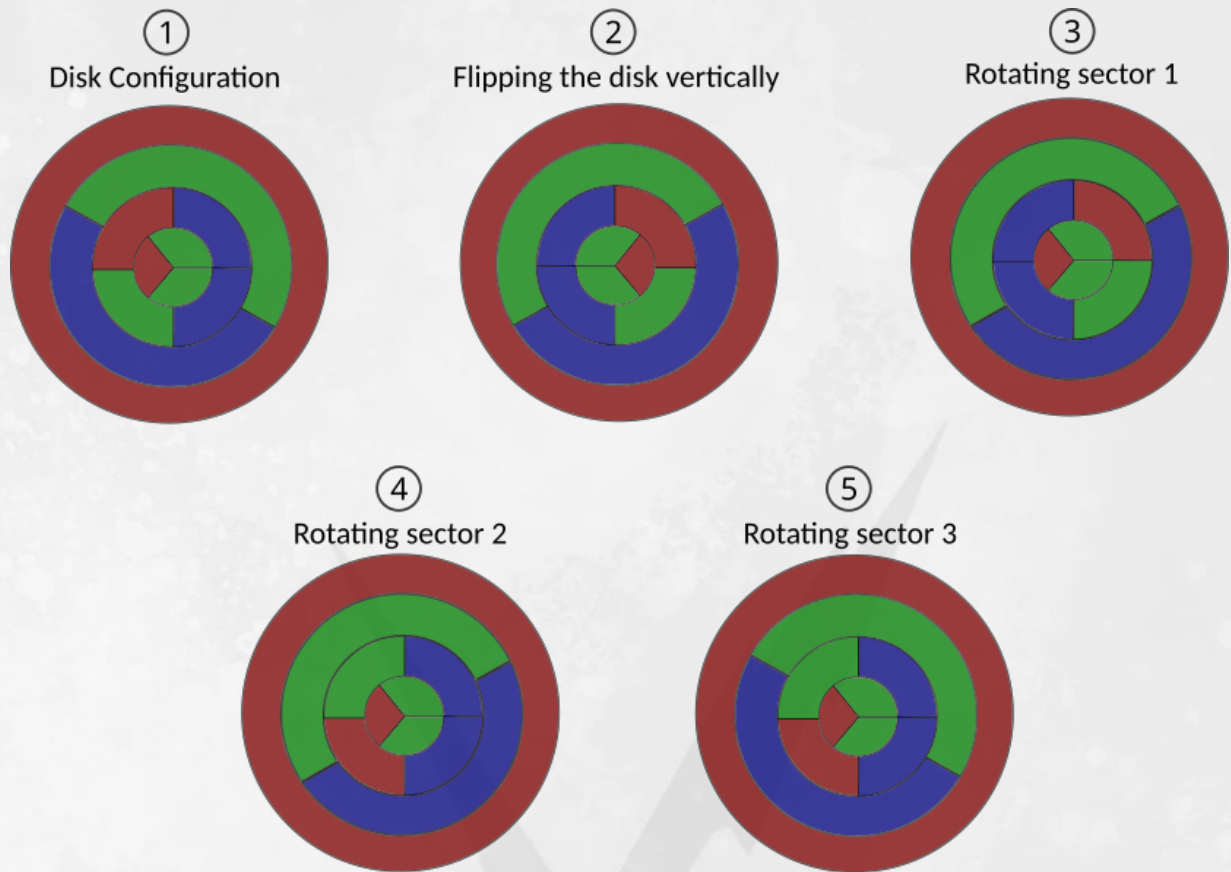 1
Disk Configuration
2
Flipping the disk vertically
3
Rotating sector 1
4
Rotating sector 2
5
Rotating sector 3